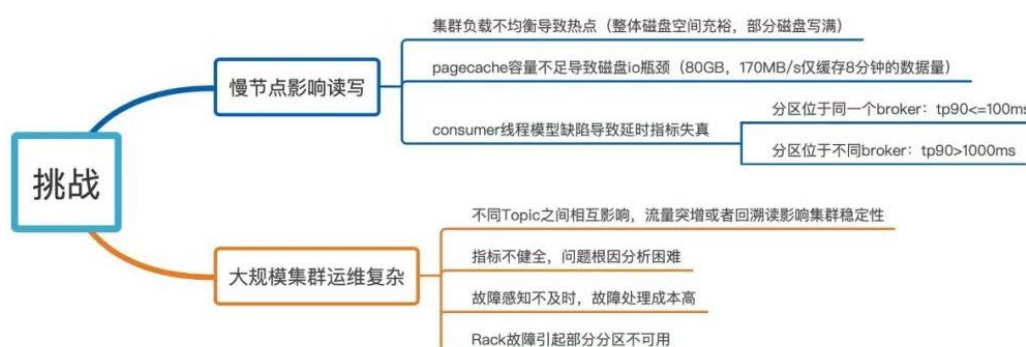 挑战
慢节点影响读写
集群负载不均衡导致热点（整体磁盘空间充裕，部分磁盘写满）
pagecache容量不足导致磁盘io瓶颈（80GB，170MB/s仅缓存8分钟的数据量）
consumer线程模型缺陷导致延时指标失真
分区位于同一个broker：tp90<=100ms
分区位于不同broker：tp90>1000ms
大规模集群运维复杂
不同Topic之间相互影响，流量突增或者回溯读影响集群稳定性
指标不健全，问题根因分析困难
故障感知不及时，故障处理成本高
Rack故障引起部分分区不可用